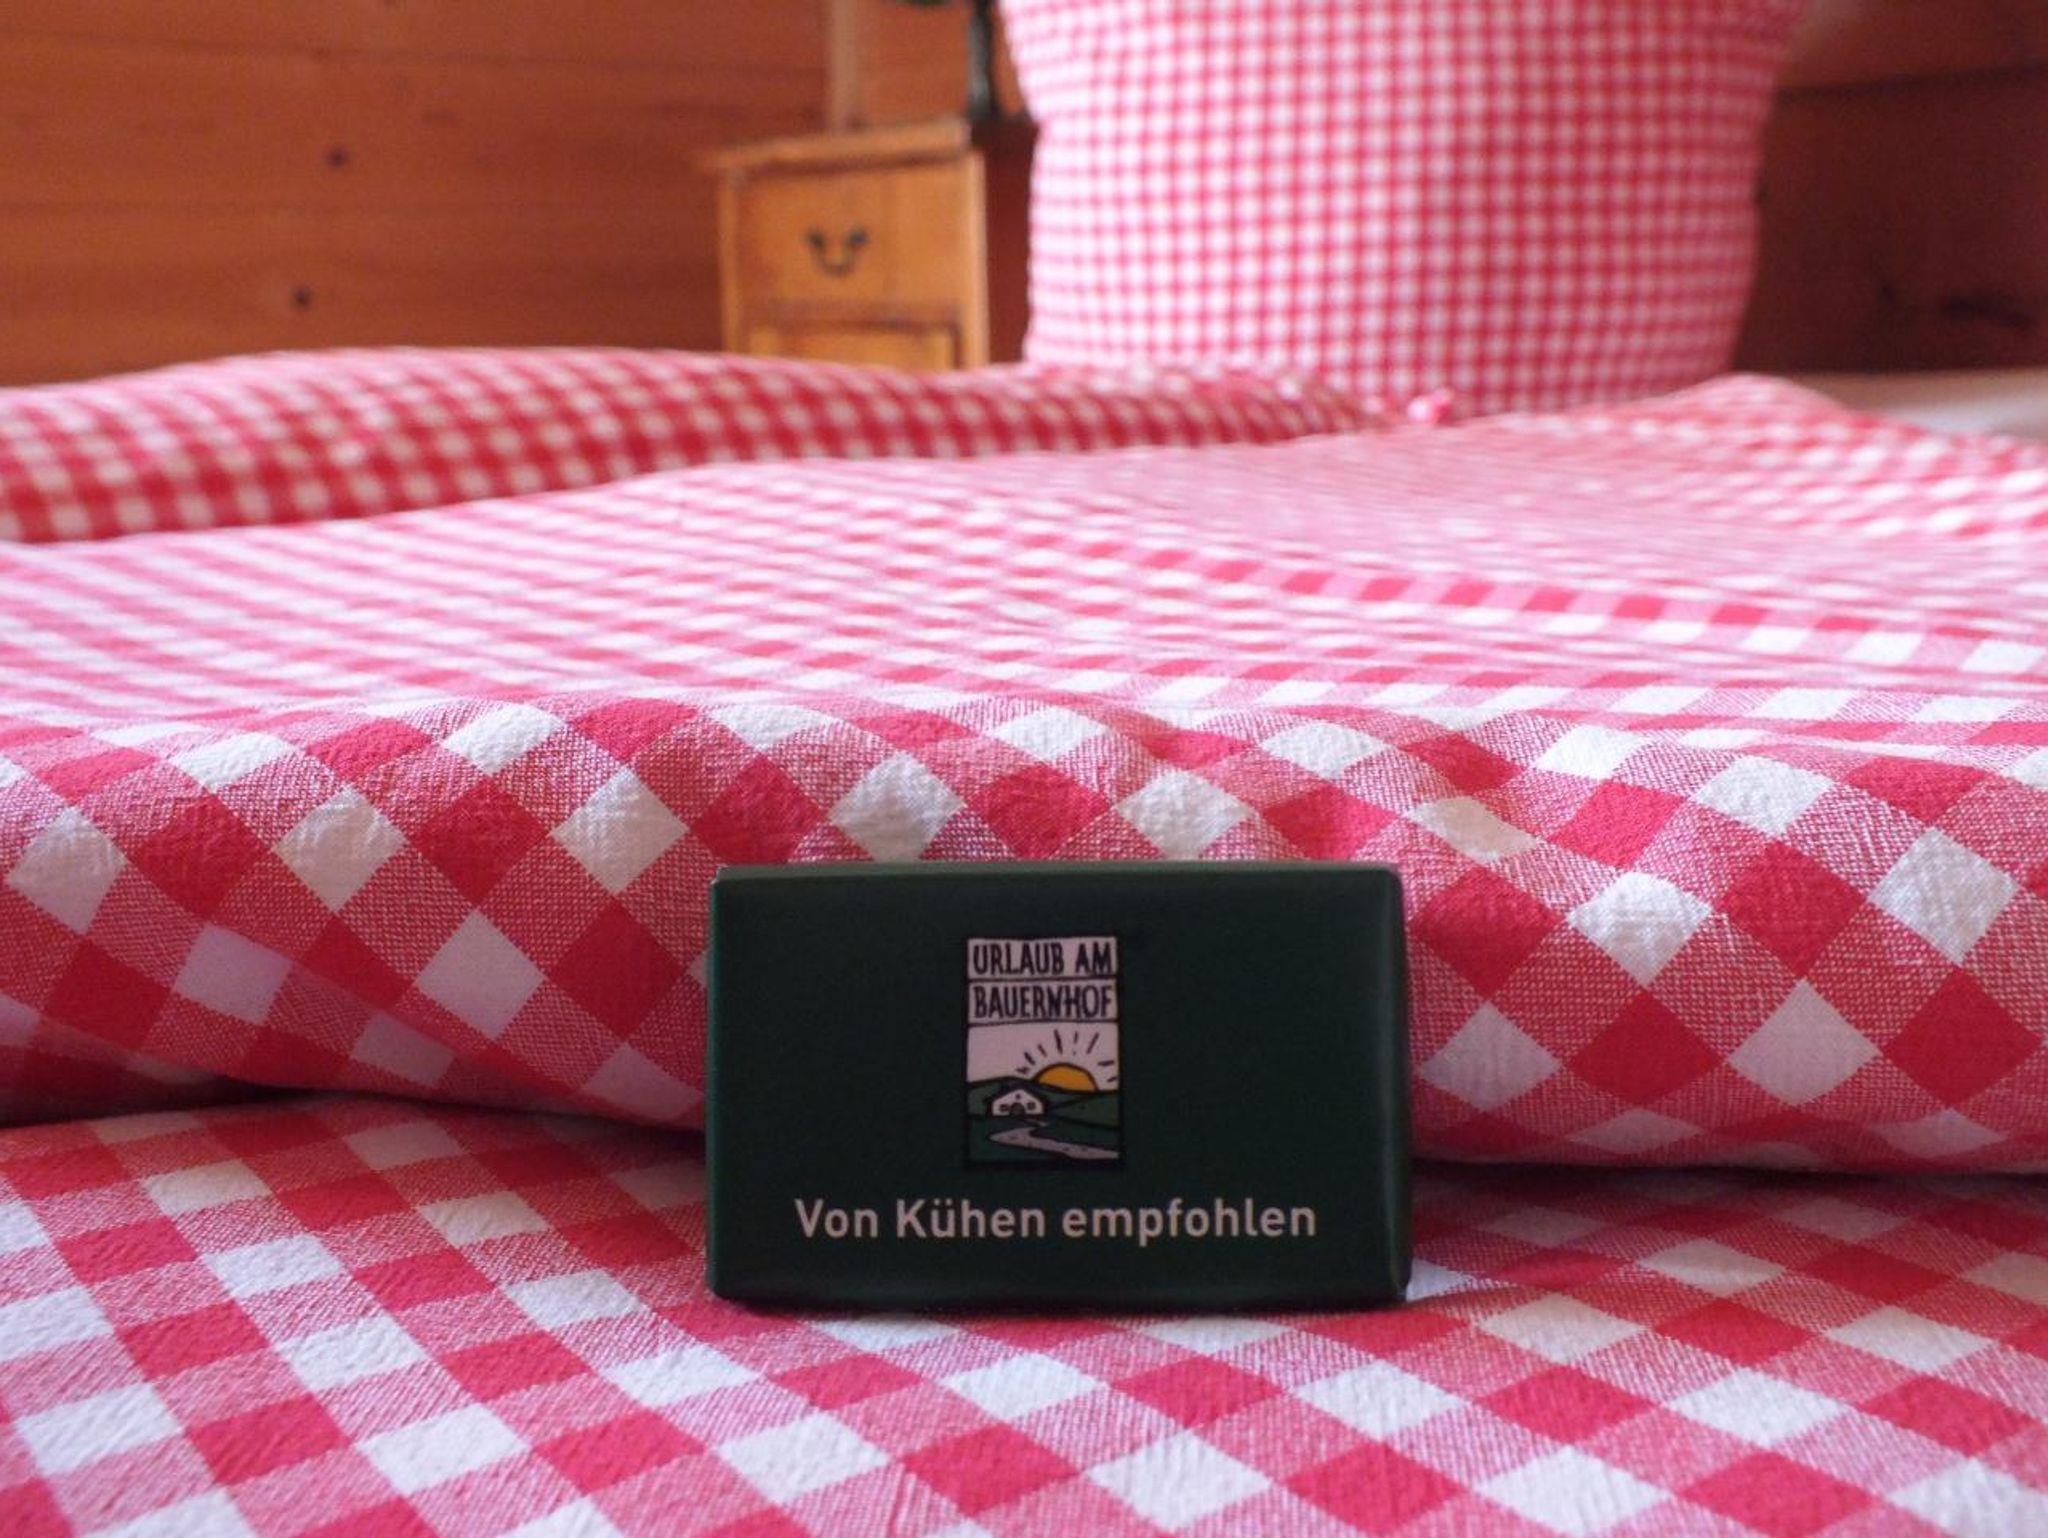 URLAUB AM
BAUERNHOF
Von Kühen empfohlen